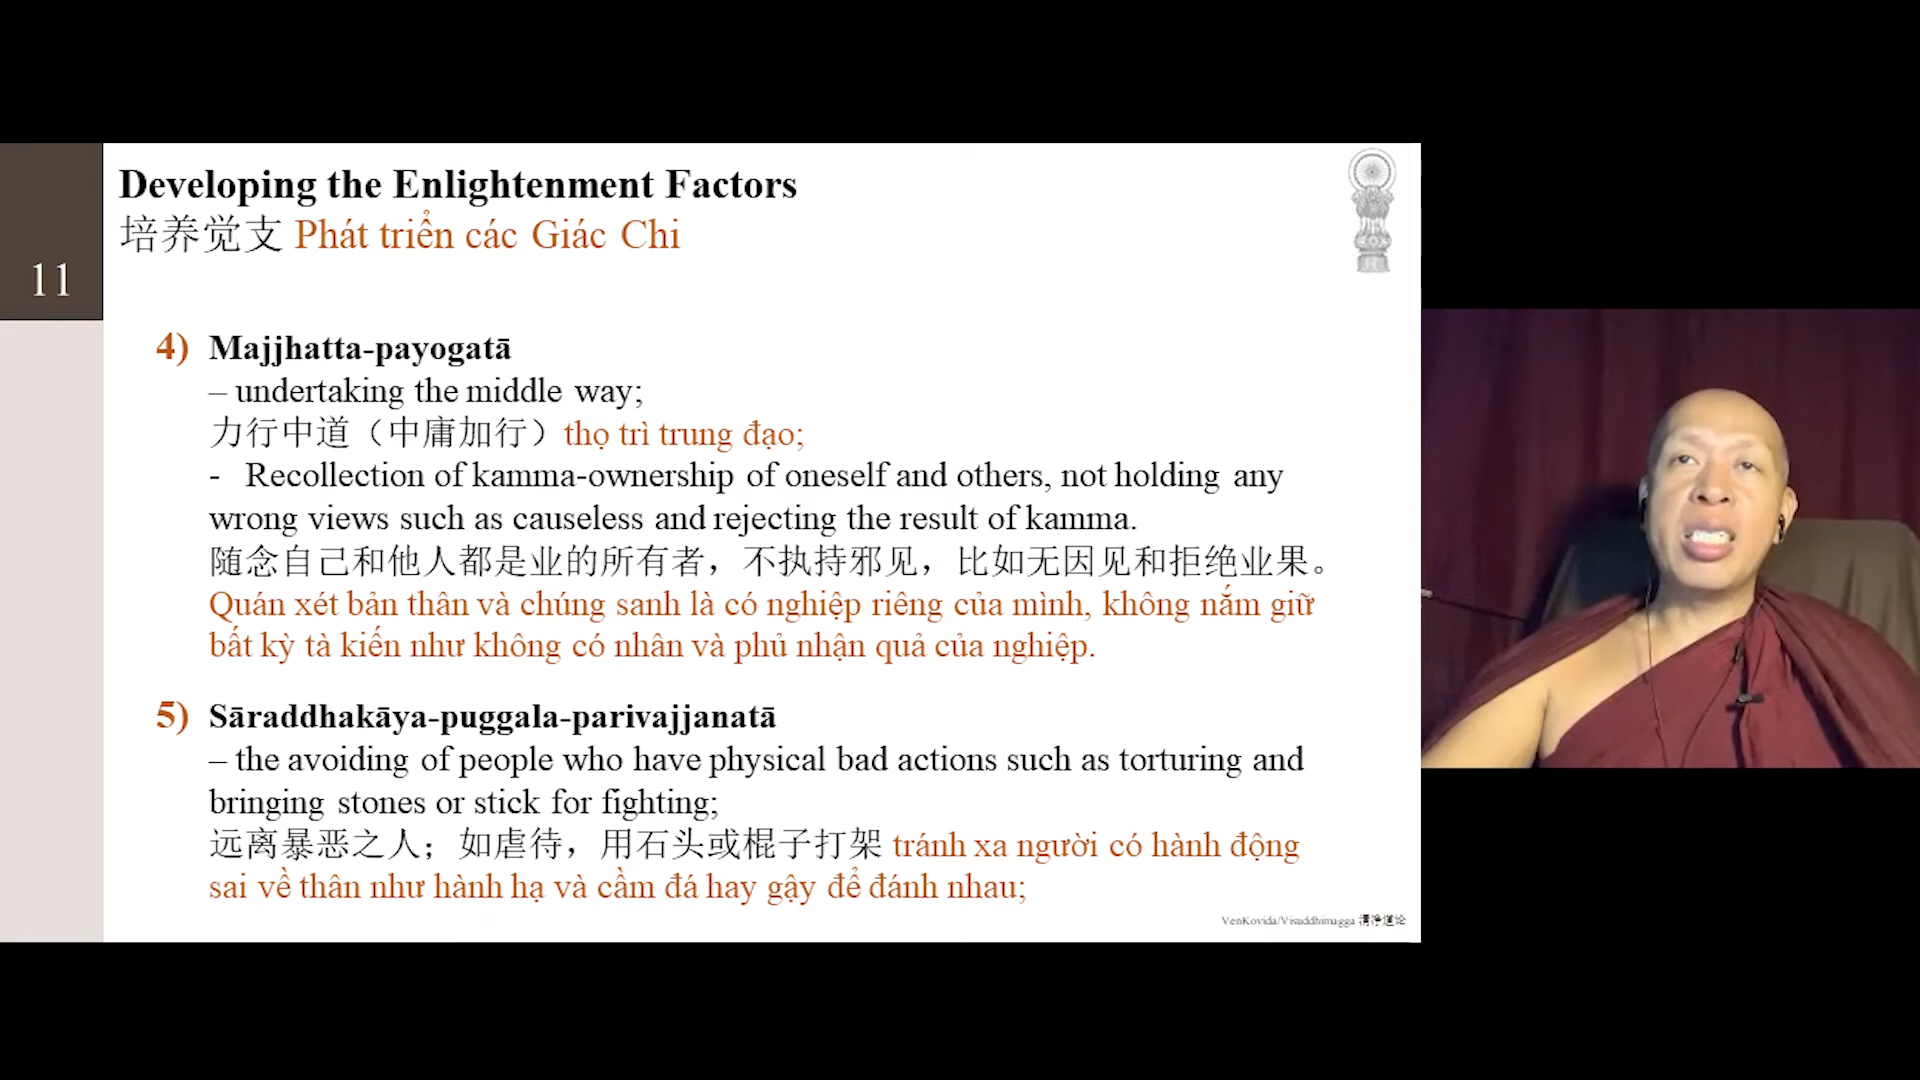 Developing the Enlightenment Factors
培养觉支 Phát triển các Giác Chi
11
4) Majjhatta-payogatā
– undertaking the middle way;
力行中道（中庸加行）thọ trì trung đạo;
- Recollection of kamma-ownership of oneself and others, not holding any
wrong views such as causeless and rejecting the result of kamma.
随念自己和他人都是业的所有者，不执持邪见，比如无因见和拒绝业果。
Quán xét bản thân và chúng sanh là có nghiệp riêng của mình, không nắm giữ
bất kỳ tà kiến như không có nhân và phủ nhận quả của nghiệp.
5) Sāraddhakāya-puggala-parivajjanatā
– the avoiding of people who have physical bad actions such as torturing and
bringing stones or stick for fighting;
远离暴恶之人；如虐待，用石头或棍子打架 tránh xa người có hành động
sai về thân như hành hạ và cầm đá hay gậy để đánh nhau;
VenKovida/Visuddhimagga 清净道论